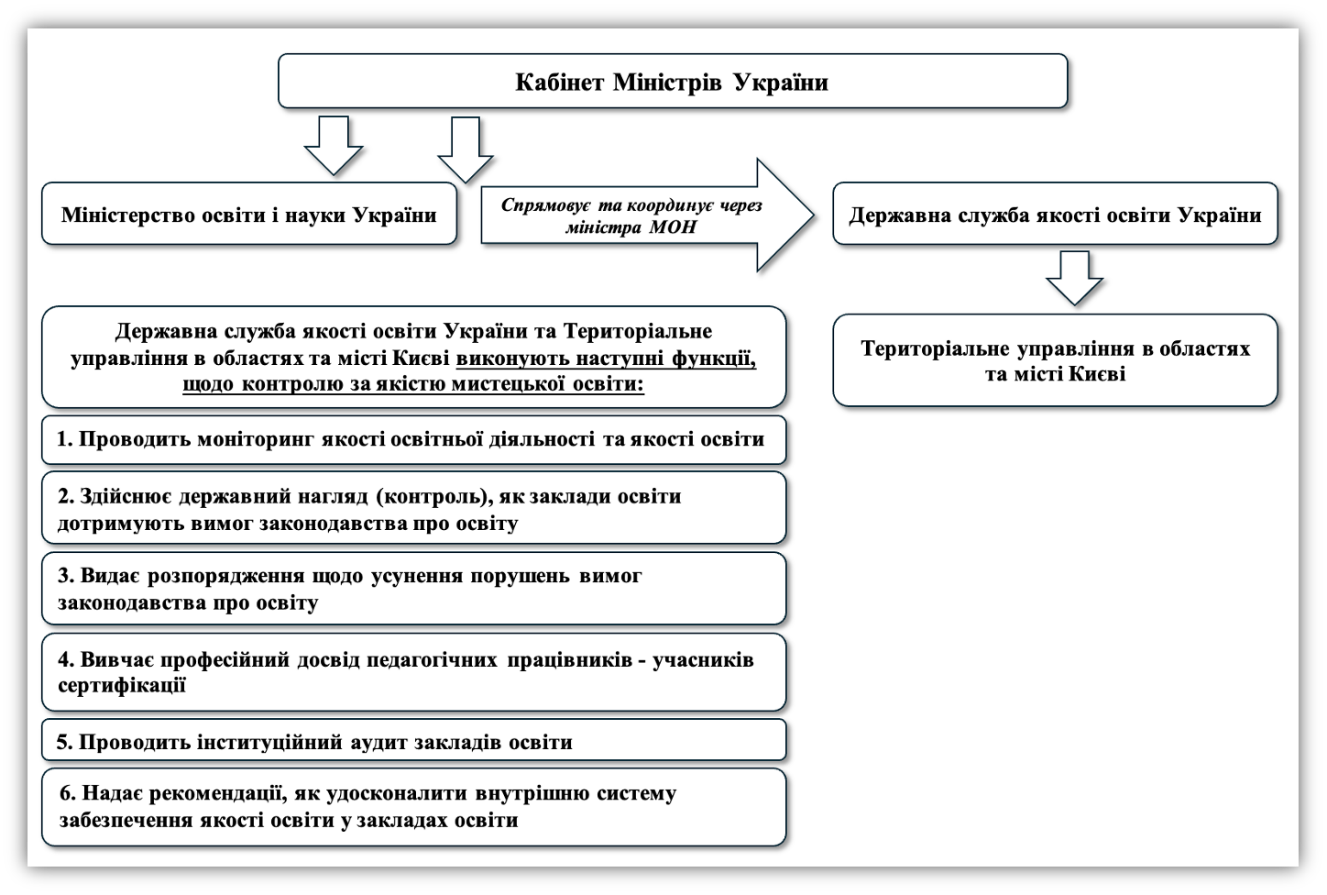 Кабінет Міністрів України
Міністерство освіти і науки України
Спрямовує та координує через
міністра МОН
Державна служба якості освіти України
Територіальне управління в областях
та місті Києві
Державна служба якості освіти України та Територіальне
управління в областях та місті Києві виконують наступні функції,
щодо контролю за якістю мистецької освіти:
1. Проводить моніторинг якості освітньої діяльності та якості освіти
2. Здійснює державний нагляд (контроль), як заклади освіти
дотримують вимог законодавства про освіту
3. Видає розпорядження щодо усунення порушень вимог
законодавства про освіту
4. Вивчає професійний досвід педагогічних працівників - учасників
сертифікації
5. Проводить інституційний аудит закладів освіти
6. Надає рекомендації, як удосконалити внутрішню систему
забезпечення якості освіти у закладах освіти